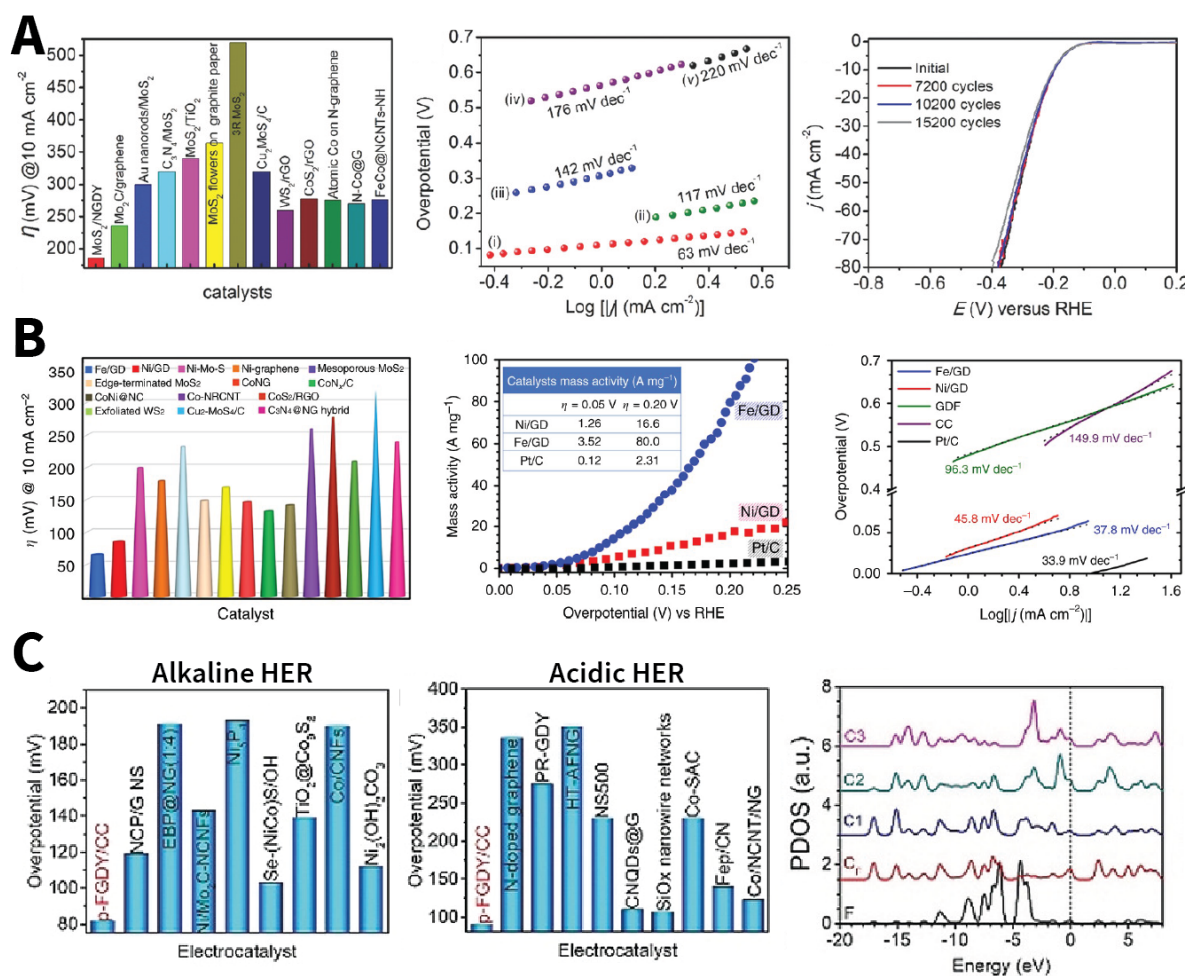 A
η (mV) @10 mA cm⁻²
500
450
400
350
300
250
200
MoS₂/NGDY
Mo₂C/graphene
Au nanorods/MoS₂
C₃N₄/MoS₂
MoS₂/TiO₂
MoS₂ flowers on graphite paper
3R MoS₂
Cu₂MoS₄/C
WS₂/rGO
CoS₂/rGO
Atomic Co on N-graphene
N-Co@G
FeCo@NCNTs-NH
catalysts
Overpotential (V)
0.7
0.6
0.5
0.4
0.3
0.2
0.1
(iv)
176 mV dec⁻¹
(v) 220 mV dec⁻¹
142 mV dec⁻¹
(iii)
117 mV dec⁻¹
(ii)
(i)
63 mV dec⁻¹
-0.4 0.0 0.4 0.8
Log [|j| (mA cm⁻²)]
j (mA cm⁻²)
0
-10
-20
-30
-40
-50
-60
-70
-80
Initial
7200 cycles
10200 cycles
15200 cycles
-0.8 -0.6 -0.4 -0.2 0.0 0.2
E (V) versus RHE
B
Fe/GD Ni/GD Ni-Mo-S Ni-graphene Mesoporous MoS₂
Edge-terminated MoS₂ CoNG CoNₓ/C
CoNi@NC Co-NRCNT CoS₂/RGO
Exfoliated WS₂ Cu₂-MoS₄/C C₃N₄@NG hybrid
η (mV) @ 10 mA cm⁻²
350
300
250
200
150
100
50
Catalyst
Mass activity (A mg⁻¹)
100
80
60
40
20
0
Catalysts mass activity (A mg⁻¹)
η = 0.05 V η = 0.20 V
Ni/GD 1.26 16.6
Fe/GD 3.52 80.0
Pt/C 0.12 2.31
Fe/GD
Ni/GD
Pt/C
0.00 0.05 0.10 0.15 0.20 0.25
Overpotential (V) vs RHE
Overpotential (V)
0.7
0.6
0.5
0.4
0.05
0.00
Fe/GD
Ni/GD
GDF
CC
Pt/C
149.9 mV dec⁻¹
96.3 mV dec⁻¹
45.8 mV dec⁻¹
37.8 mV dec⁻¹
33.9 mV dec⁻¹
−0.4 0.0 0.4 0.8 1.2 1.6
Log[|j (mA cm⁻²)|]
C
Alkaline HER
Overpotential (mV)
200
180
160
140
120
100
80
p-FGDY/CC
NCP/G NS
EBP@NG(1:4)
Ni/Mo₂C-NCNFs
Ni₅P₄
Se-(NiCo)S/OH
TiO₂@Co₉S₂
Co/CNFs
Ni₂(OH)₂CO₃
Electrocatalyst
Acidic HER
Overpotential (mV)
400
350
300
250
200
150
100
p-FGDY/CC
N-doped graphene
PR-GDY
HT-AFNG
NS500
CNQDs@G
SiOx nanowire networks
Co-SAC
Fep/CN
Co/NCNT/NG
Electrocatalyst
PDOS (a.u.)
8
6
4
2
0
C3
C2
C1
F
-20 -15 -10 -5 0 5
Energy (eV)